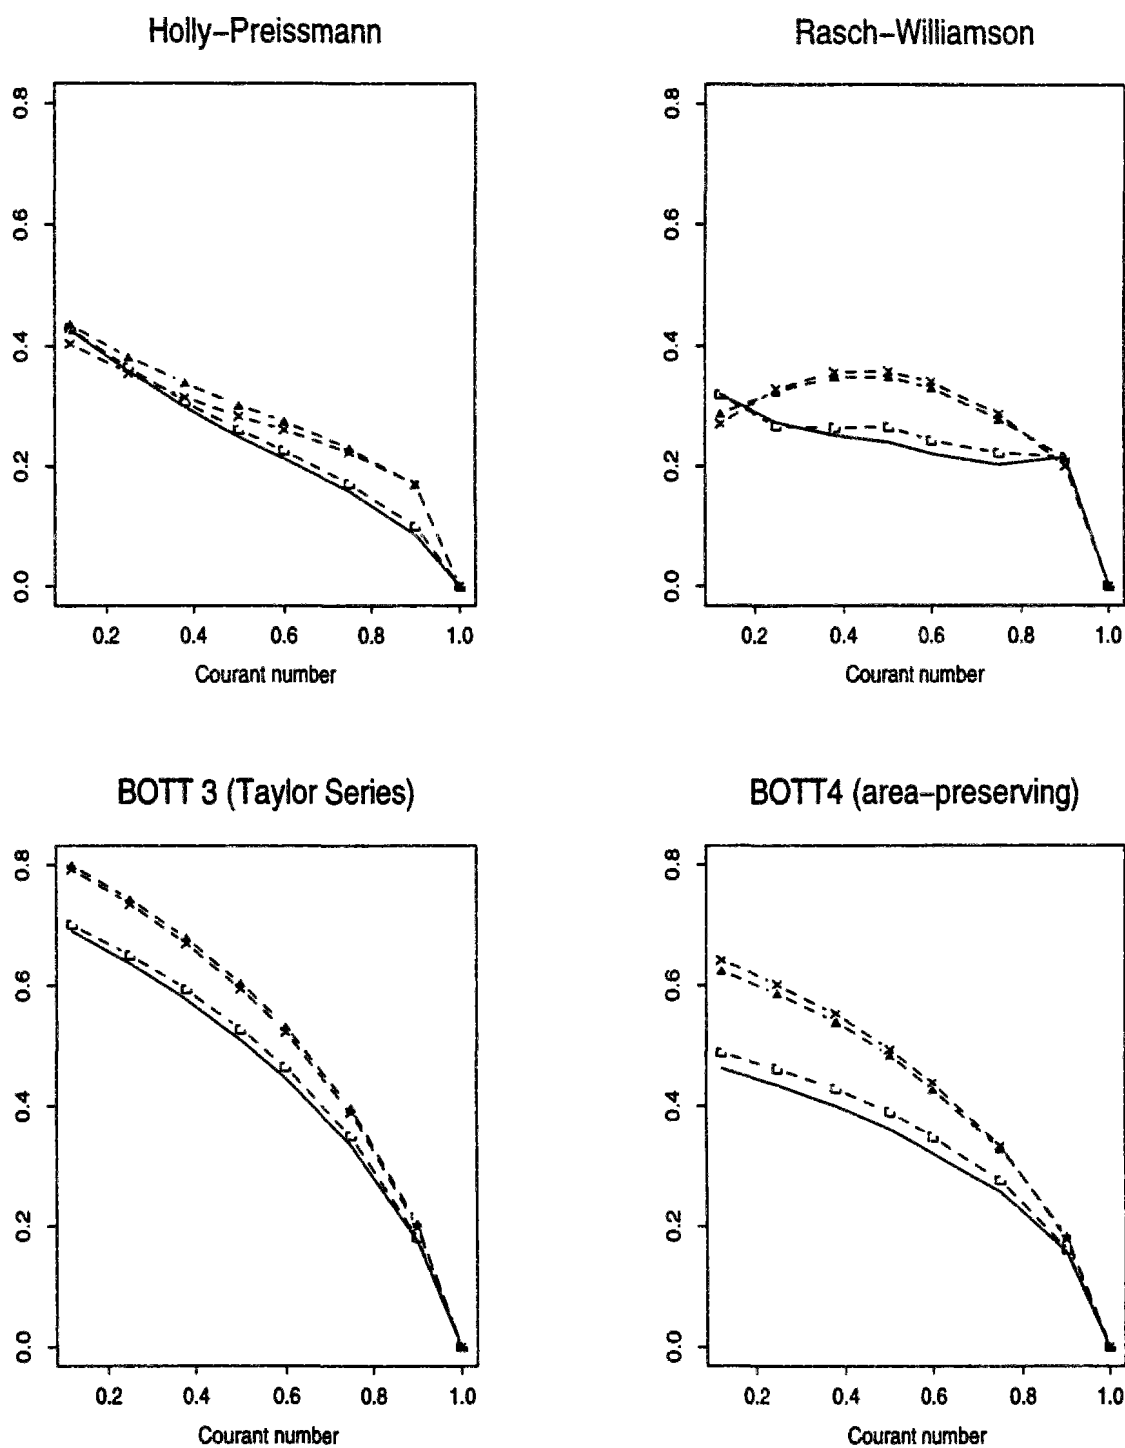 Holly–Preissmann
0.8
0.6
0.4
0.2
0.0
0.2 0.4 0.6 0.8 1.0
Courant number
Rasch–Williamson
0.8
0.6
0.4
0.2
0.0
0.2 0.4 0.6 0.8 1.0
Courant number
BOTT 3 (Taylor Series)
0.8
0.6
0.4
0.2
0.0
0.2 0.4 0.6 0.8 1.0
Courant number
BOTT4 (area–preserving)
0.8
0.6
0.4
0.2
0.0
0.2 0.4 0.6 0.8 1.0
Courant number